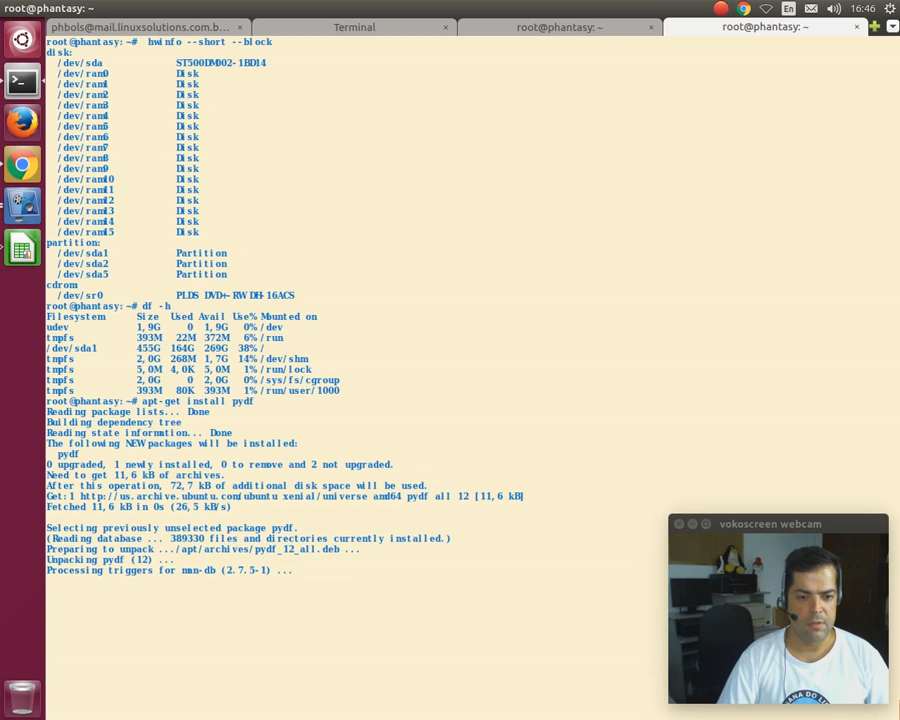 root@phantasy: ~
En
16:46
phbols@mail.linuxsolutions.com.b... ×
Terminal ×
root@phantasy: ~ ×
root@phantasy: ~ ×
root@phantasy:~# hwinfo --short --block
disk:
/dev/sda ST500DM002-1BD14
/dev/ram0 Disk
/dev/ram1 Disk
/dev/ram2 Disk
/dev/ram3 Disk
/dev/ram4 Disk
/dev/ram5 Disk
/dev/ram6 Disk
/dev/ram7 Disk
/dev/ram8 Disk
/dev/ram9 Disk
/dev/ram10 Disk
/dev/ram11 Disk
/dev/ram12 Disk
/dev/ram13 Disk
/dev/ram14 Disk
/dev/ram15 Disk
partition:
/dev/sda1 Partition
/dev/sda2 Partition
/dev/sda5 Partition
cdrom
/dev/sr0 PLDS DVD+-RW DH-16ACS
root@phantasy:~# df -h
Filesystem Size Used Avail Use% Mounted on
udev 1,9G 0 1,9G 0% /dev
tmpfs 393M 22M 372M 6% /run
/dev/sda1 455G 164G 269G 38% /
tmpfs 2,0G 268M 1,7G 14% /dev/shm
tmpfs 5,0M 4,0K 5,0M 1% /run/lock
tmpfs 2,0G 0 2,0G 0% /sys/fs/cgroup
tmpfs 393M 80K 393M 1% /run/user/1000
root@phantasy:~# apt-get install pydf
Reading package lists... Done
Building dependency tree
Reading state information... Done
The following NEW packages will be installed:
pydf
0 upgraded, 1 newly installed, 0 to remove and 2 not upgraded.
Need to get 11,6 kB of archives.
After this operation, 72,7 kB of additional disk space will be used.
Get:1 http://us.archive.ubuntu.com/ubuntu xenial/universe amd64 pydf all 12 [11,6 kB]
Fetched 11,6 kB in 0s (26,5 kB/s)
Selecting previously unselected package pydf.
(Reading database ... 389330 files and directories currently installed.)
Preparing to unpack .../apt/archives/pydf_12_all.deb ...
Unpacking pydf (12) ...
Processing triggers for man-db (2.7.5-1) ...
vokoscreen webcam